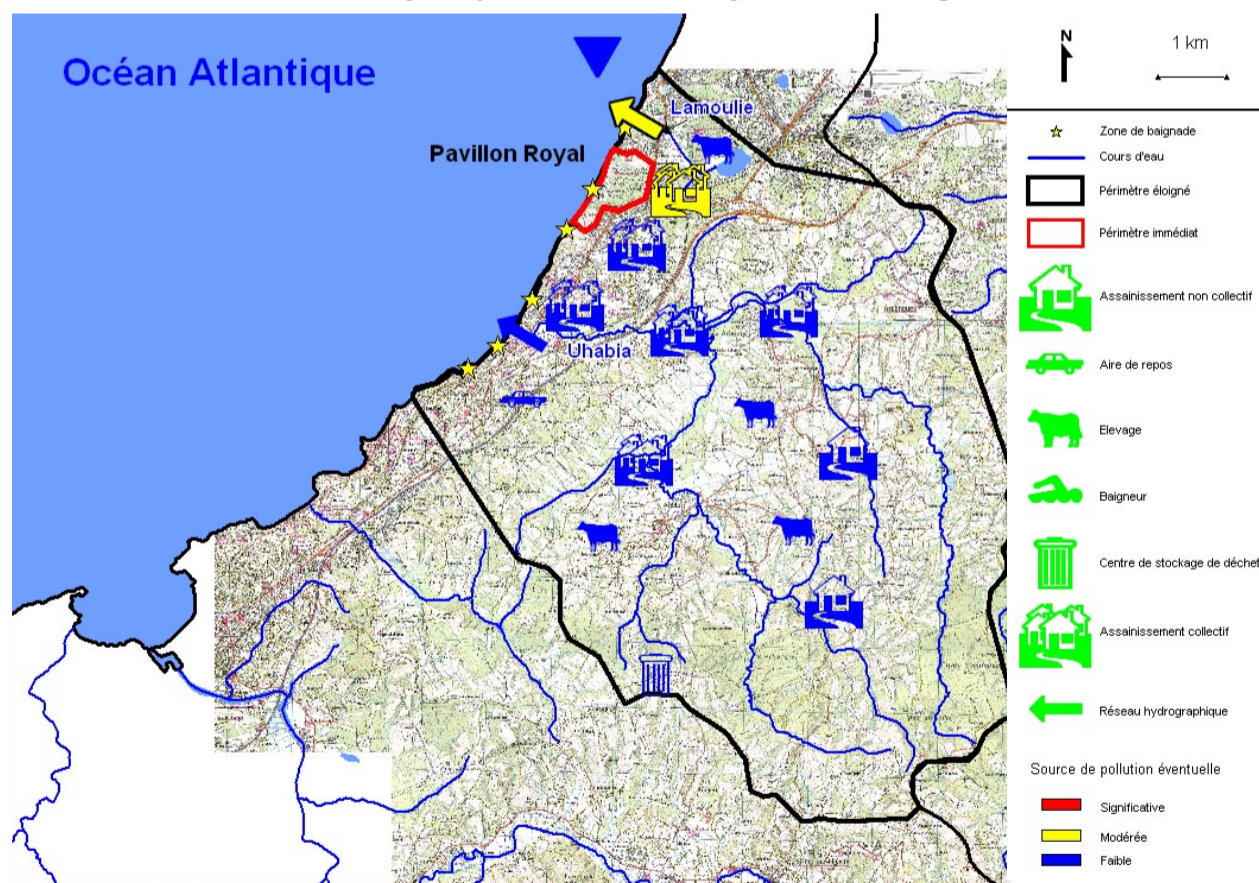 Océan Atlantique
Lamoulie
Pavillon Royal
Uhabia
N
1 km
Zone de baignade
Cours d'eau
Périmètre éloigné
Périmètre immédiat
Assainissement non collectif
Aire de repos
Elevage
Baigneur
Centre de stockage de déchet
Assainissement collectif
Réseau hydrographique
Source de pollution éventuelle
Significative
Modérée
Faible